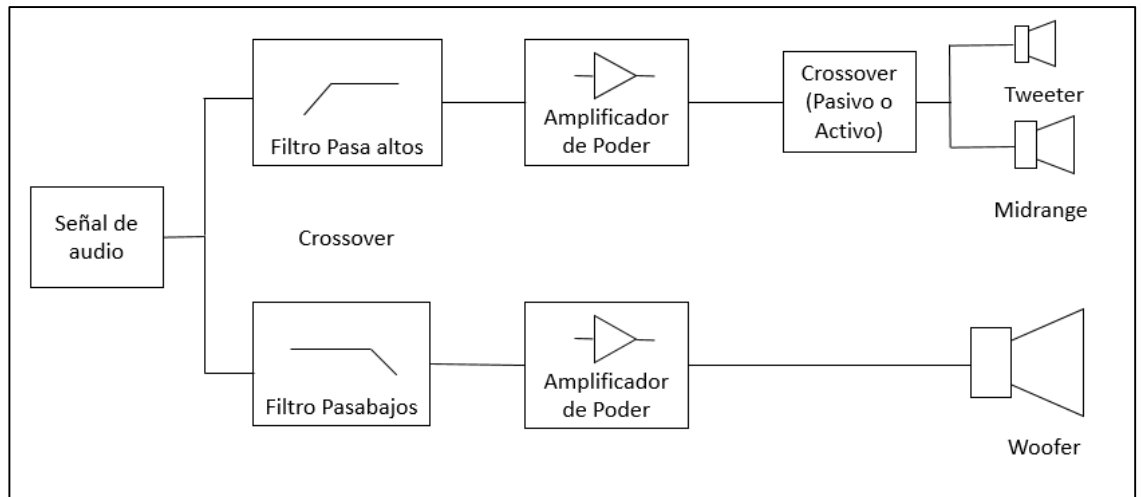 Señal de
audio
Filtro Pasa altos
Amplificador
de Poder
Crossover
(Pasivo o
Activo)
Tweeter
Midrange
Crossover
Filtro Pasabajos
Amplificador
de Poder
Woofer